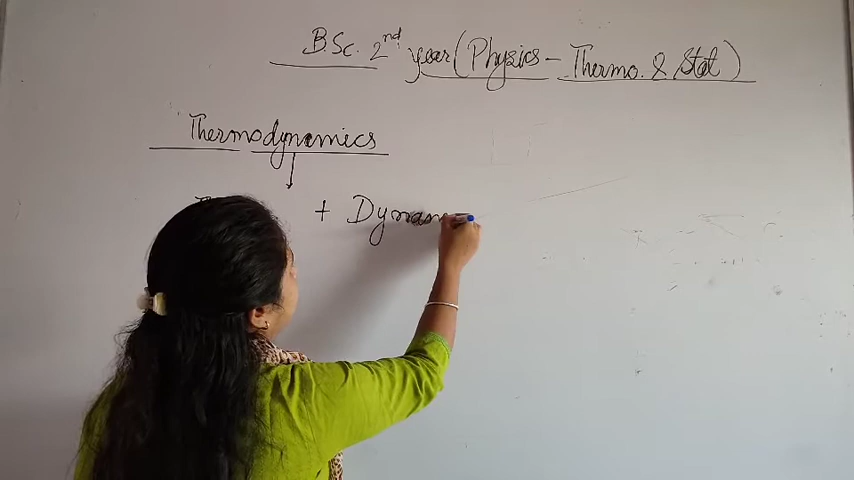 B.Sc. 2nd year (Physics - Thermo. & Stat)
Thermodynamics
+ Dynam